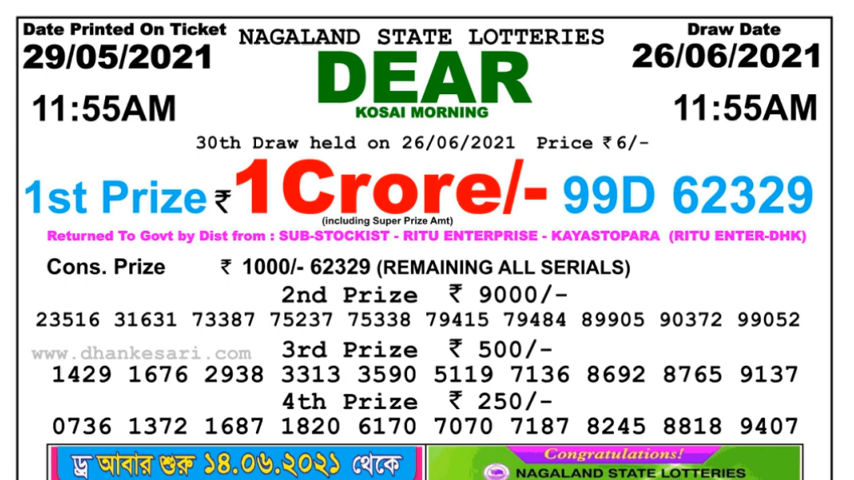 Date Printed On Ticket NAGALAND STATE LOTTERIES Draw Date
29/05/2021 DEAR 26/06/2021
11:55AM KOSAI MORNING 11:55AM
30th Draw held on 26/06/2021 Price ₹ 6/-
1st Prize ₹ 1Crore/- 99D 62329
(including Super Prize Amt)
Returned To Govt by Dist from : SUB-STOCKIST - RITU ENTERPRISE - KAYASTOPARA (RITU ENTER-DHK)
Cons. Prize ₹ 1000/- 62329 (REMAINING ALL SERIALS)
2nd Prize ₹ 9000/-
23516 31631 73387 75237 75338 79415 79484 89905 90372 99052
www.dhankesari.com 3rd Prize ₹ 500/-
1429 1676 2938 3313 3590 5119 7136 8692 8765 9137
4th Prize ₹ 250/-
0736 1372 1687 1820 6170 7070 7187 8245 8818 9407
ড্র আবার শুরু ১৪.০৬.২০২১ থেকে
Congratulations!
NAGALAND STATE LOTTERIES